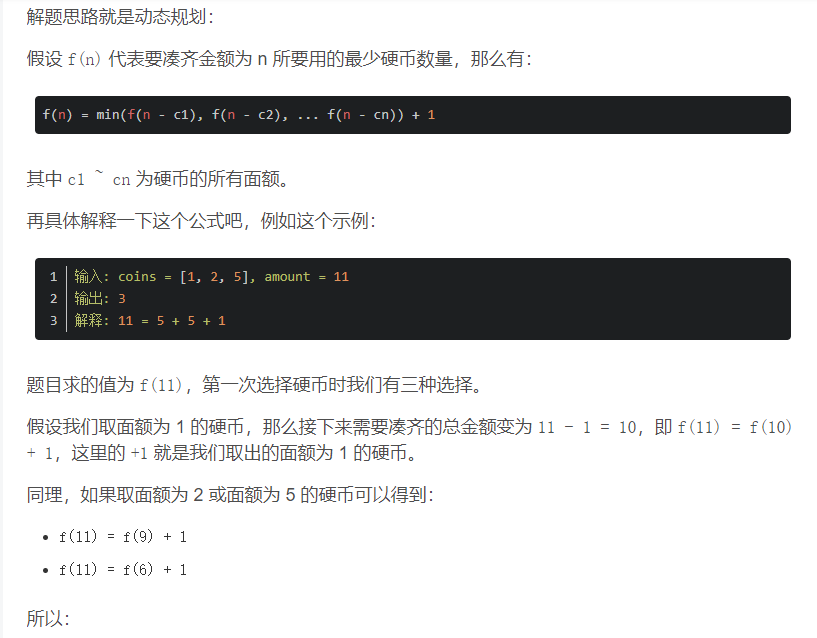 解题思路就是动态规划：
假设 f(n) 代表要凑齐金额为 n 所要用的最少硬币数量，那么有：
f(n) = min(f(n - c1), f(n - c2), ... f(n - cn)) + 1
其中 c1 ~ cn 为硬币的所有面额。
再具体解释一下这个公式吧，例如这个示例：
1 输入: coins = [1, 2, 5], amount = 11
2 输出: 3
3 解释: 11 = 5 + 5 + 1
题目求的值为 f(11)，第一次选择硬币时我们有三种选择。
假设我们取面额为 1 的硬币，那么接下来需要凑齐的总金额变为 11 - 1 = 10，即 f(11) = f(10)
+ 1，这里的 +1 就是我们取出的面额为 1 的硬币。
同理，如果取面额为 2 或面额为 5 的硬币可以得到：
• f(11) = f(9) + 1
• f(11) = f(6) + 1
所以：